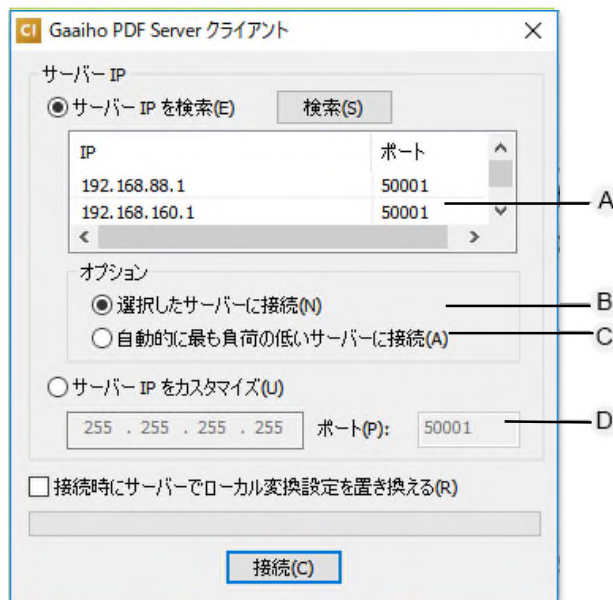 CI Gaaiho PDF Server クライアント
サーバー IP
サーバー IP を検索(E) 検索(S)
IP ポート
192.168.88.1 50001
192.168.160.1 50001
A
オプション
選択したサーバーに接続(N)
B
自動的に最も負荷の低いサーバーに接続(A)
C
サーバー IP をカスタマイズ(U)
255 . 255 . 255 . 255 ポート(P): 50001
D
接続時にサーバーでローカル変換設定を置き換える(R)
接続(C)